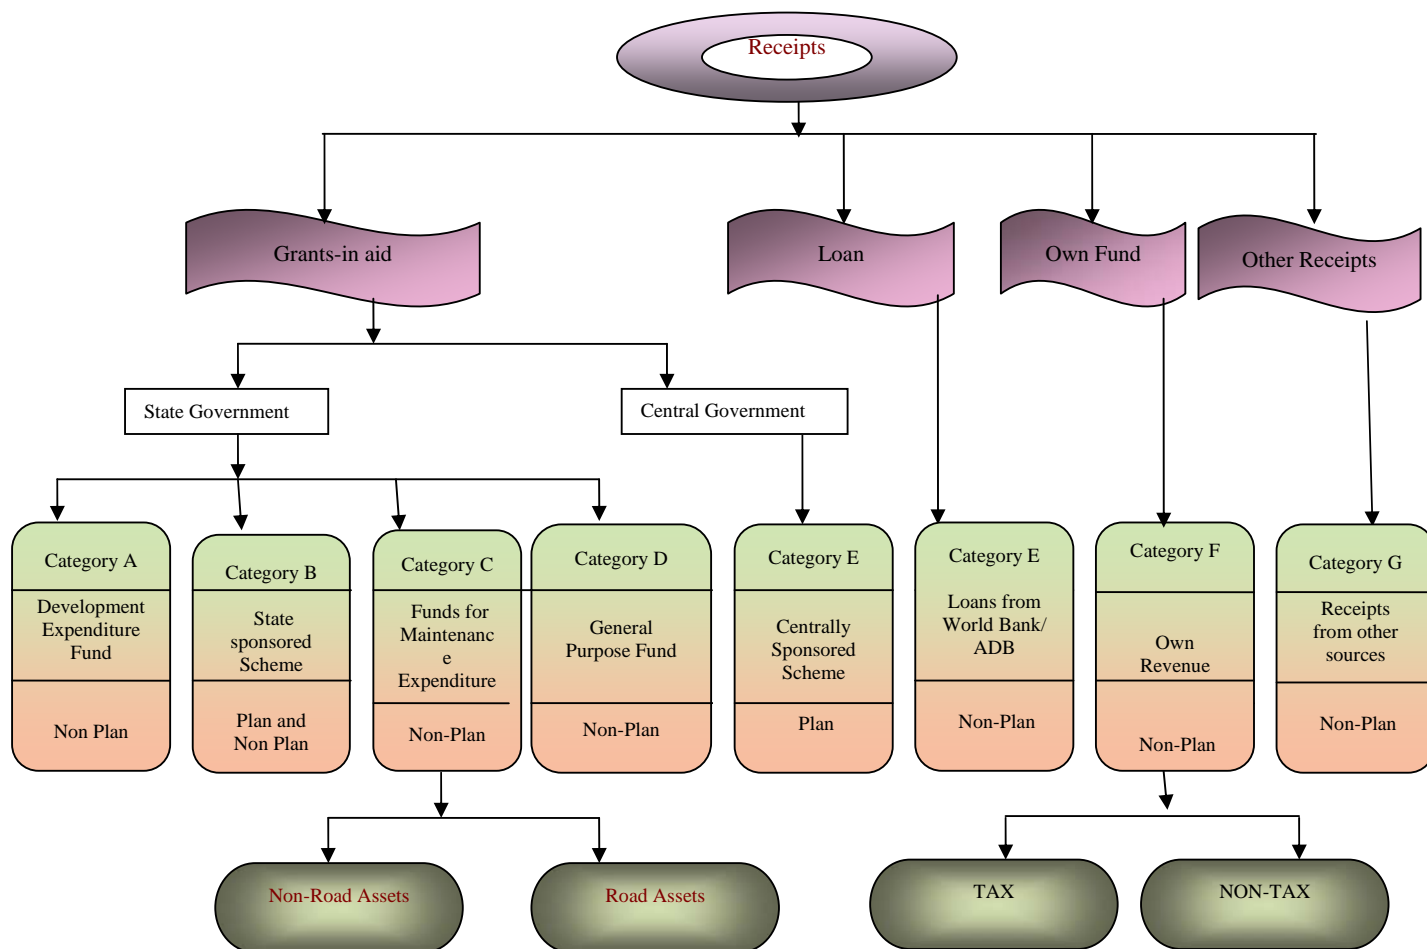 Receipts
Grants-in aid
Loan
Own Fund
Other Receipts
State Government
Central Government
Category A
Development
Expenditure
Fund
Non Plan
Category B
State
sponsored
Scheme
Plan and
Non Plan
Category C
Funds for
Maintenanc
e
Expenditure
Non-Plan
Category D
General
Purpose Fund
Non-Plan
Category E
Centrally
Sponsored
Scheme
Plan
Category E
Loans from
World Bank/
ADB
Non-Plan
Category F
Own
Revenue
Non-Plan
Category G
Receipts
from other
sources
Non-Plan
Non-Road Assets
Road Assets
TAX
NON-TAX